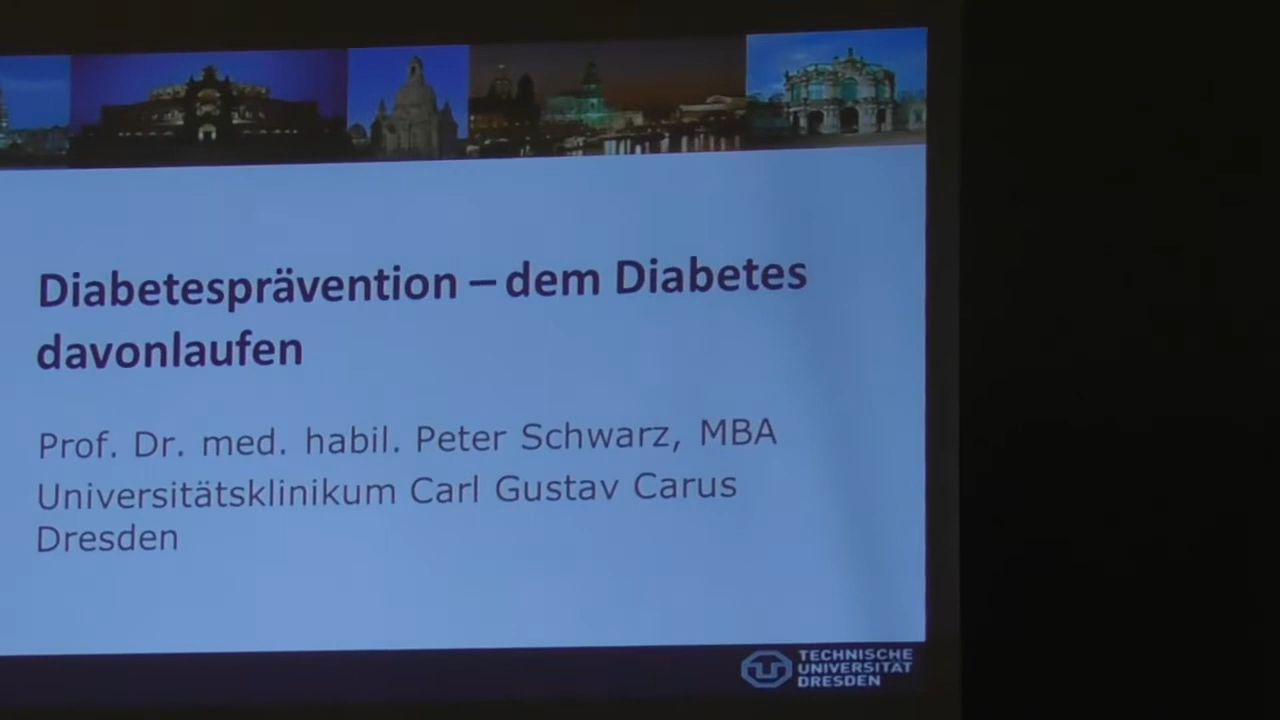 Diabetesprävention – dem Diabetes
davonlaufen
Prof. Dr. med. habil. Peter Schwarz, MBA
Universitätsklinikum Carl Gustav Carus
Dresden
TECHNISCHE
UNIVERSITÄT
DRESDEN